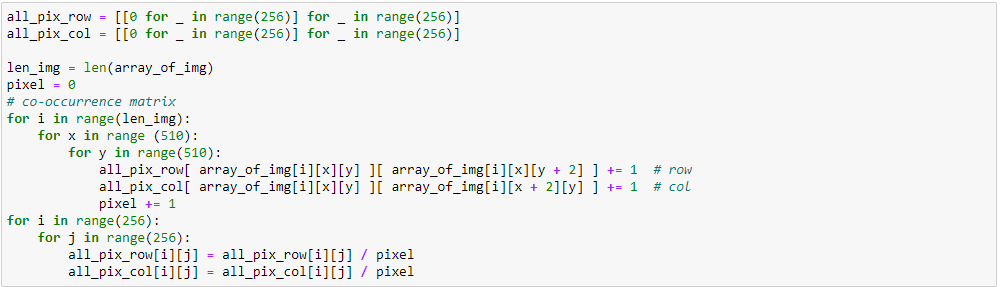 all_pix_row = [[0 for _ in range(256)] for _ in range(256)]
all_pix_col = [[0 for _ in range(256)] for _ in range(256)]

len_img = len(array_of_img)
pixel = 0
# co-occurrence matrix
for i in range(len_img):
    for x in range (510):
        for y in range(510):
            all_pix_row[ array_of_img[i][x][y] ][ array_of_img[i][x][y + 2] ] += 1  # row
            all_pix_col[ array_of_img[i][x][y] ][ array_of_img[i][x + 2][y] ] += 1  # col
            pixel += 1
for i in range(256):
    for j in range(256):
        all_pix_row[i][j] = all_pix_row[i][j] / pixel
        all_pix_col[i][j] = all_pix_col[i][j] / pixel